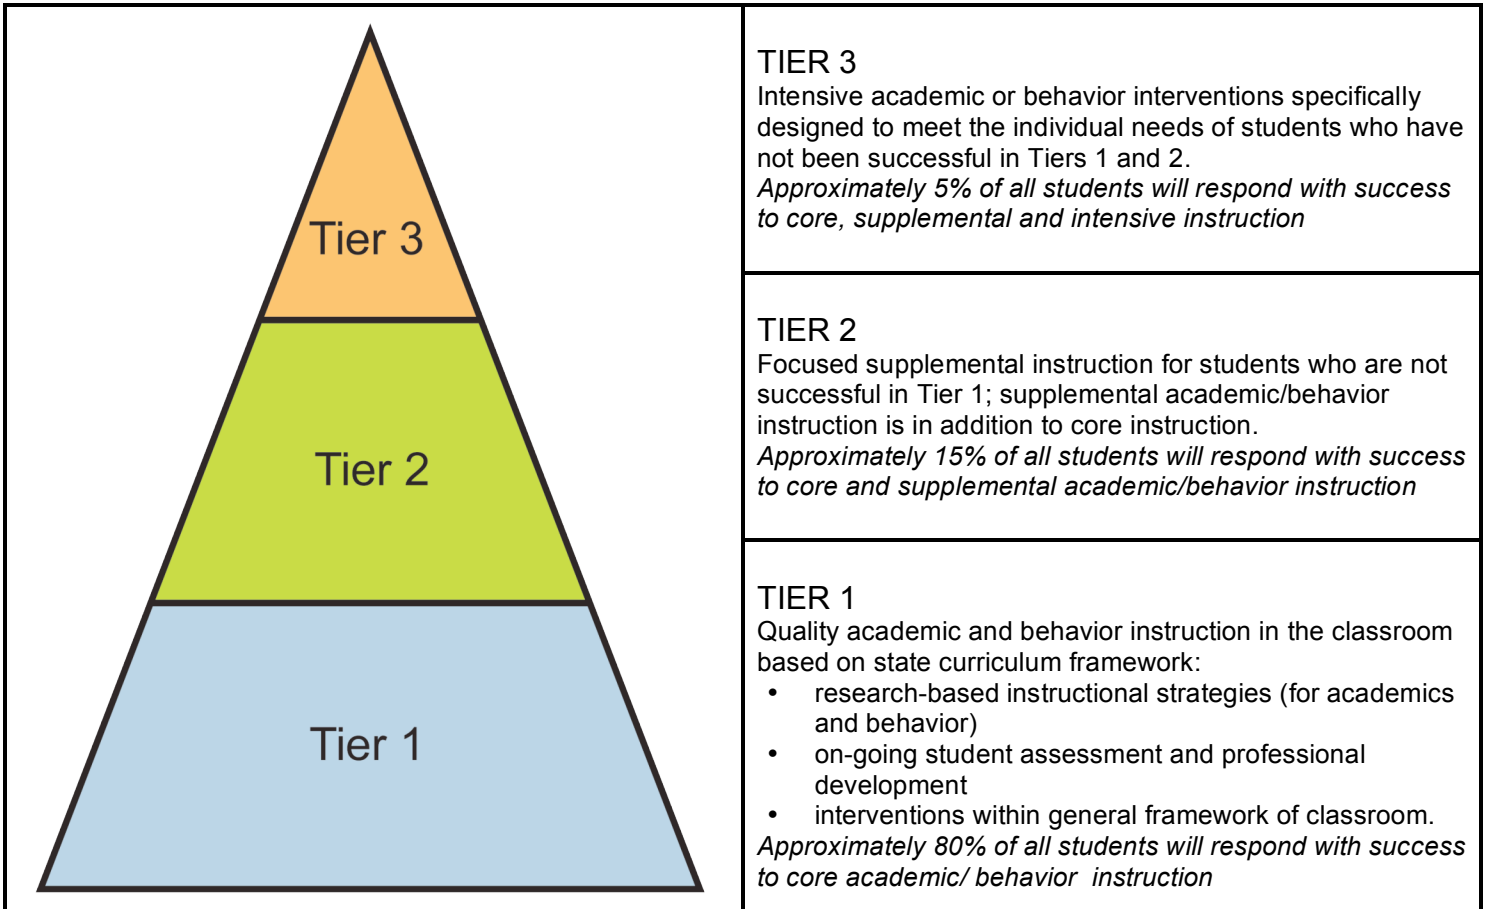 Tier 3
Tier 2
Tier 1
TIER 3
Intensive academic or behavior interventions specifically
designed to meet the individual needs of students who have
not been successful in Tiers 1 and 2.
Approximately 5% of all students will respond with success
to core, supplemental and intensive instruction
TIER 2
Focused supplemental instruction for students who are not
successful in Tier 1; supplemental academic/behavior
instruction is in addition to core instruction.
Approximately 15% of all students will respond with success
to core and supplemental academic/behavior instruction
TIER 1
Quality academic and behavior instruction in the classroom
based on state curriculum framework:
• research-based instructional strategies (for academics
and behavior)
• on-going student assessment and professional
development
• interventions within general framework of classroom.
Approximately 80% of all students will respond with success
to core academic/ behavior  instruction